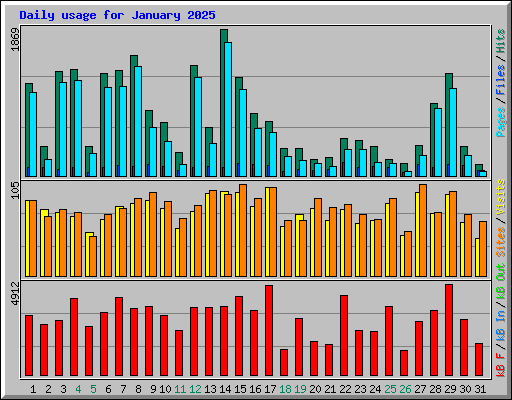 Daily usage for January 2025
1869
Pages / Files / Hits
105
Sites / Visits
4912
kB F / kB In / kB Out
1 2 3 4 5 6 7 8 9 10 11 12 13 14 15 16 17 18 19 20 21 22 23 24 25 26 27 28 29 30 31